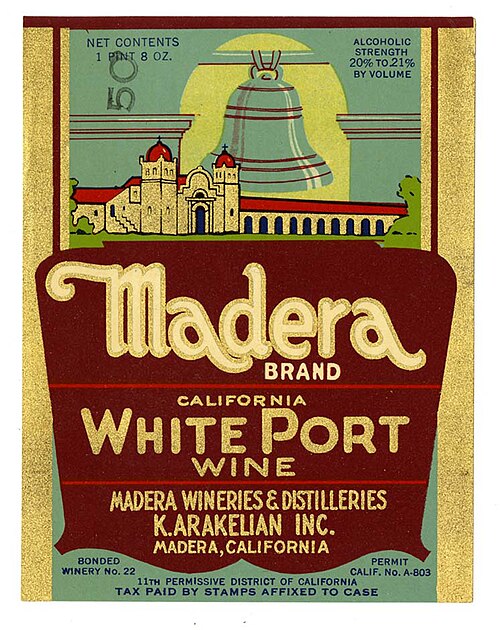 NET CONTENTS
1 PINT 8 OZ.
50
ALCOHOLIC
STRENGTH
20% TO 21%
BY VOLUME
Madera
BRAND
CALIFORNIA
WHITE PORT
WINE
MADERA WINERIES & DISTILLERIES
K. ARAKELIAN INC.
MADERA, CALIFORNIA
BONDED
WINERY No. 22
PERMIT
CALIF. No. A-803
11TH PERMISSIVE DISTRICT OF CALIFORNIA
TAX PAID BY STAMPS AFFIXED TO CASE